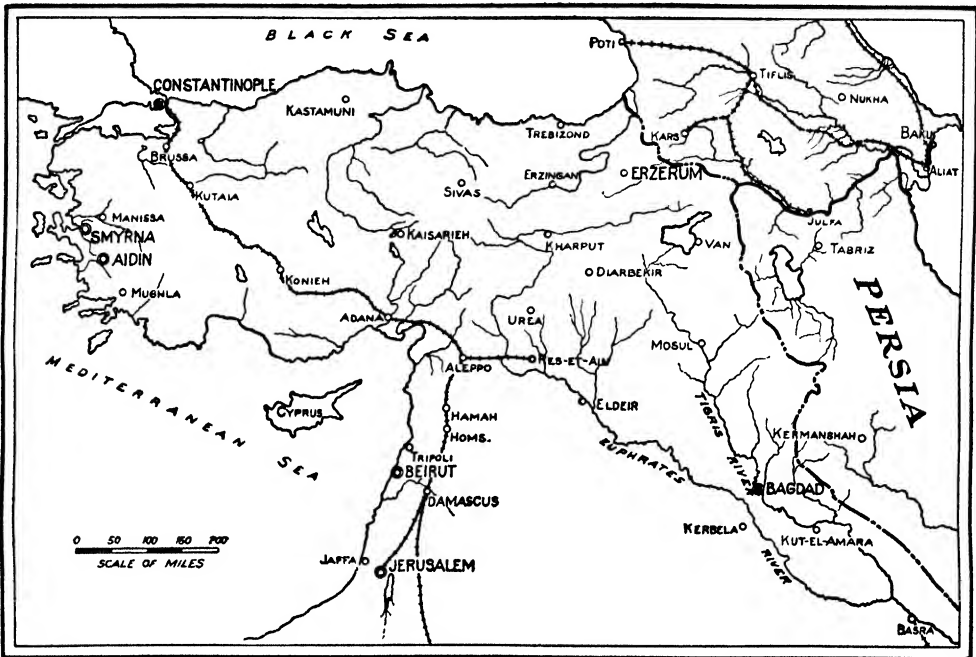 BLACK SEA
POTI
TIFLIS
CONSTANTINOPLE
KASTAMUNI
NUKHA
TREBIZOND
KARS
BAKU
BRUSSA
ALIAT
ERZINGAN
ERZERUM
KUTAIA
SIVAS
MANISSA
JULFA
SMYRNA
KAISARIEH
KHARPUT
VAN
TABRIZ
AIDIN
DIARBEKIR
KONIEH
MUGHLA
PERSIA
ADANA
UREA
MOSUL
ALEPPO
RES-ET-AIN
MEDITERRANEAN SEA
CYPRUS
HAMAH
ELDEIR
TIGRIS RIVER
HOMS.
KERMANSHAH
TRIPOLI
EUPHRATES RIVER
BEIRUT
BAGDAD
DAMASCUS
KERBELA
KUT-EL-AMARA
0 50 100 150 200
SCALE OF MILES
JAFFA
JERUSALEM
BASRA